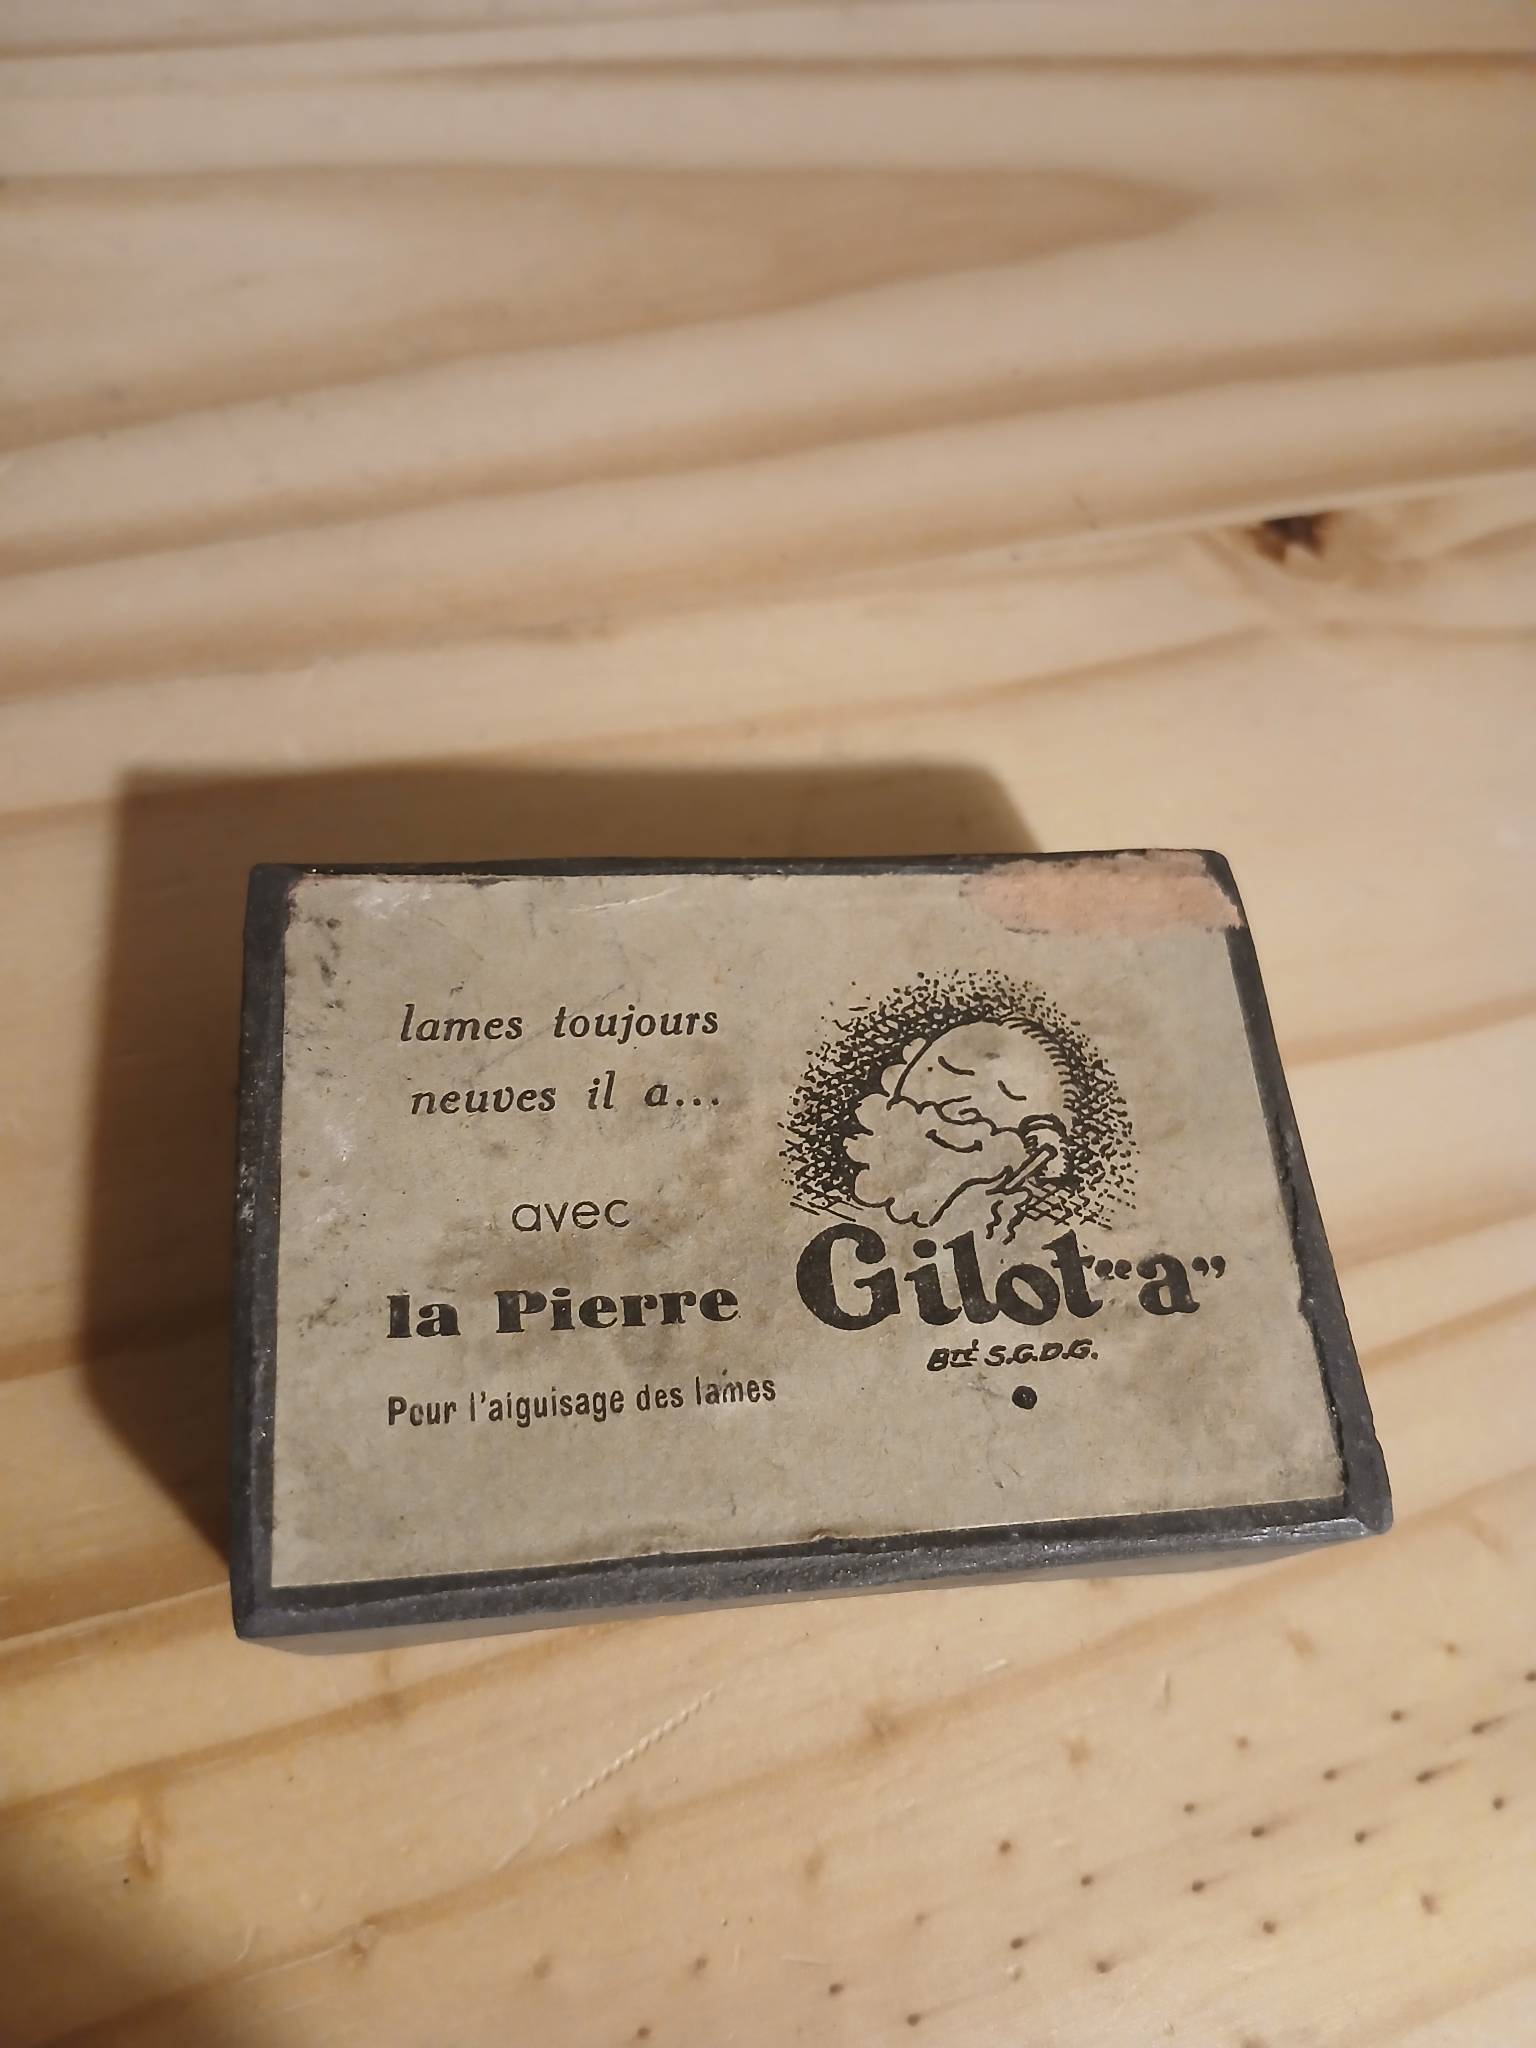 lames toujours
neuves il a...
avec
la Pierre
Gilot "a"
Bté S.G.D.G.
Pour l'aiguisage des lames